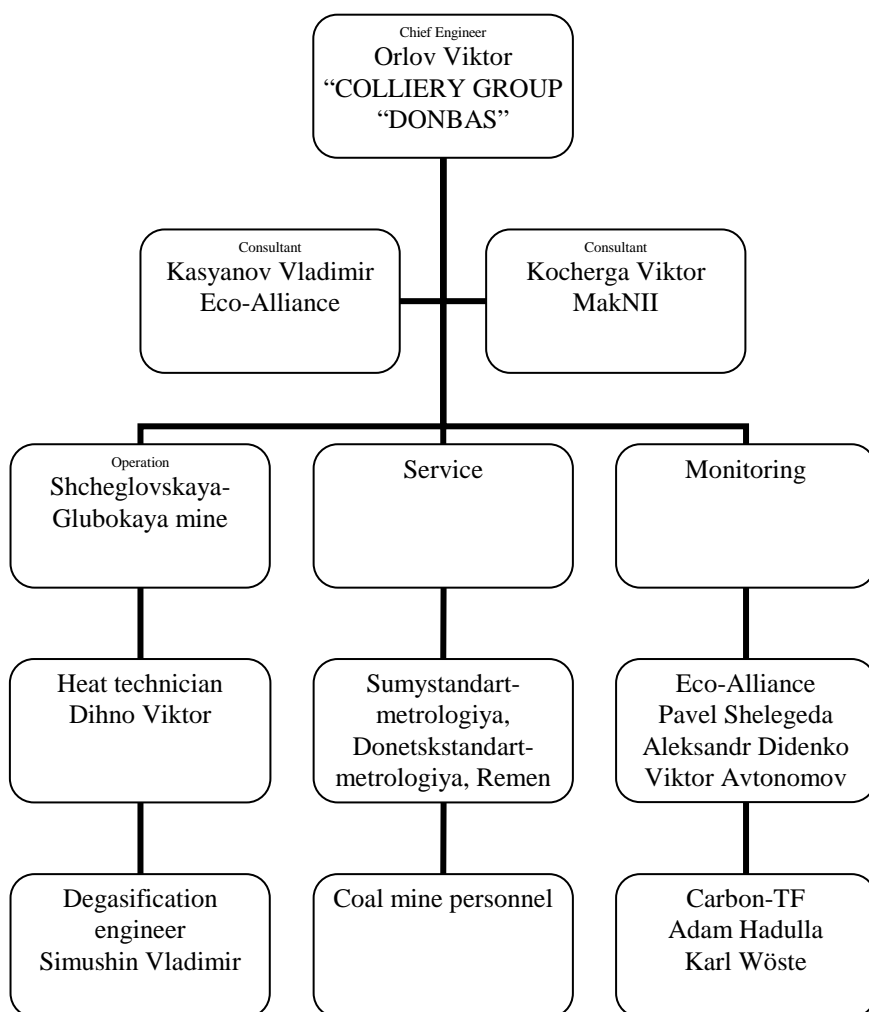 Chief Engineer
Orlov Viktor
“COLLIERY GROUP
“DONBAS”
Consultant
Kasyanov Vladimir
Eco-Alliance
Consultant
Kocherga Viktor
MakNII
Operation
Shcheglovskaya-
Glubokaya mine
Service
Monitoring
Heat technician
Dihno Viktor
Sumystandart-
metrologiya,
Donetskstandart-
metrologiya, Remen
Eco-Alliance
Pavel Shelegeda
Aleksandr Didenko
Viktor Avtonomov
Degasification
engineer
Simushin Vladimir
Coal mine personnel
Carbon-TF
Adam Hadulla
Karl Wöste